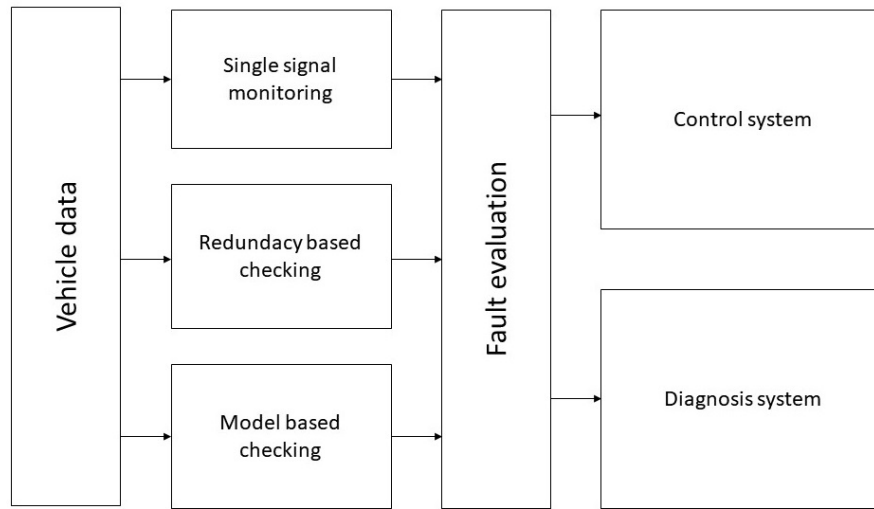 Vehicle data
Single signal
monitoring
Redundacy based
checking
Model based
checking
Fault evaluation
Control system
Diagnosis system